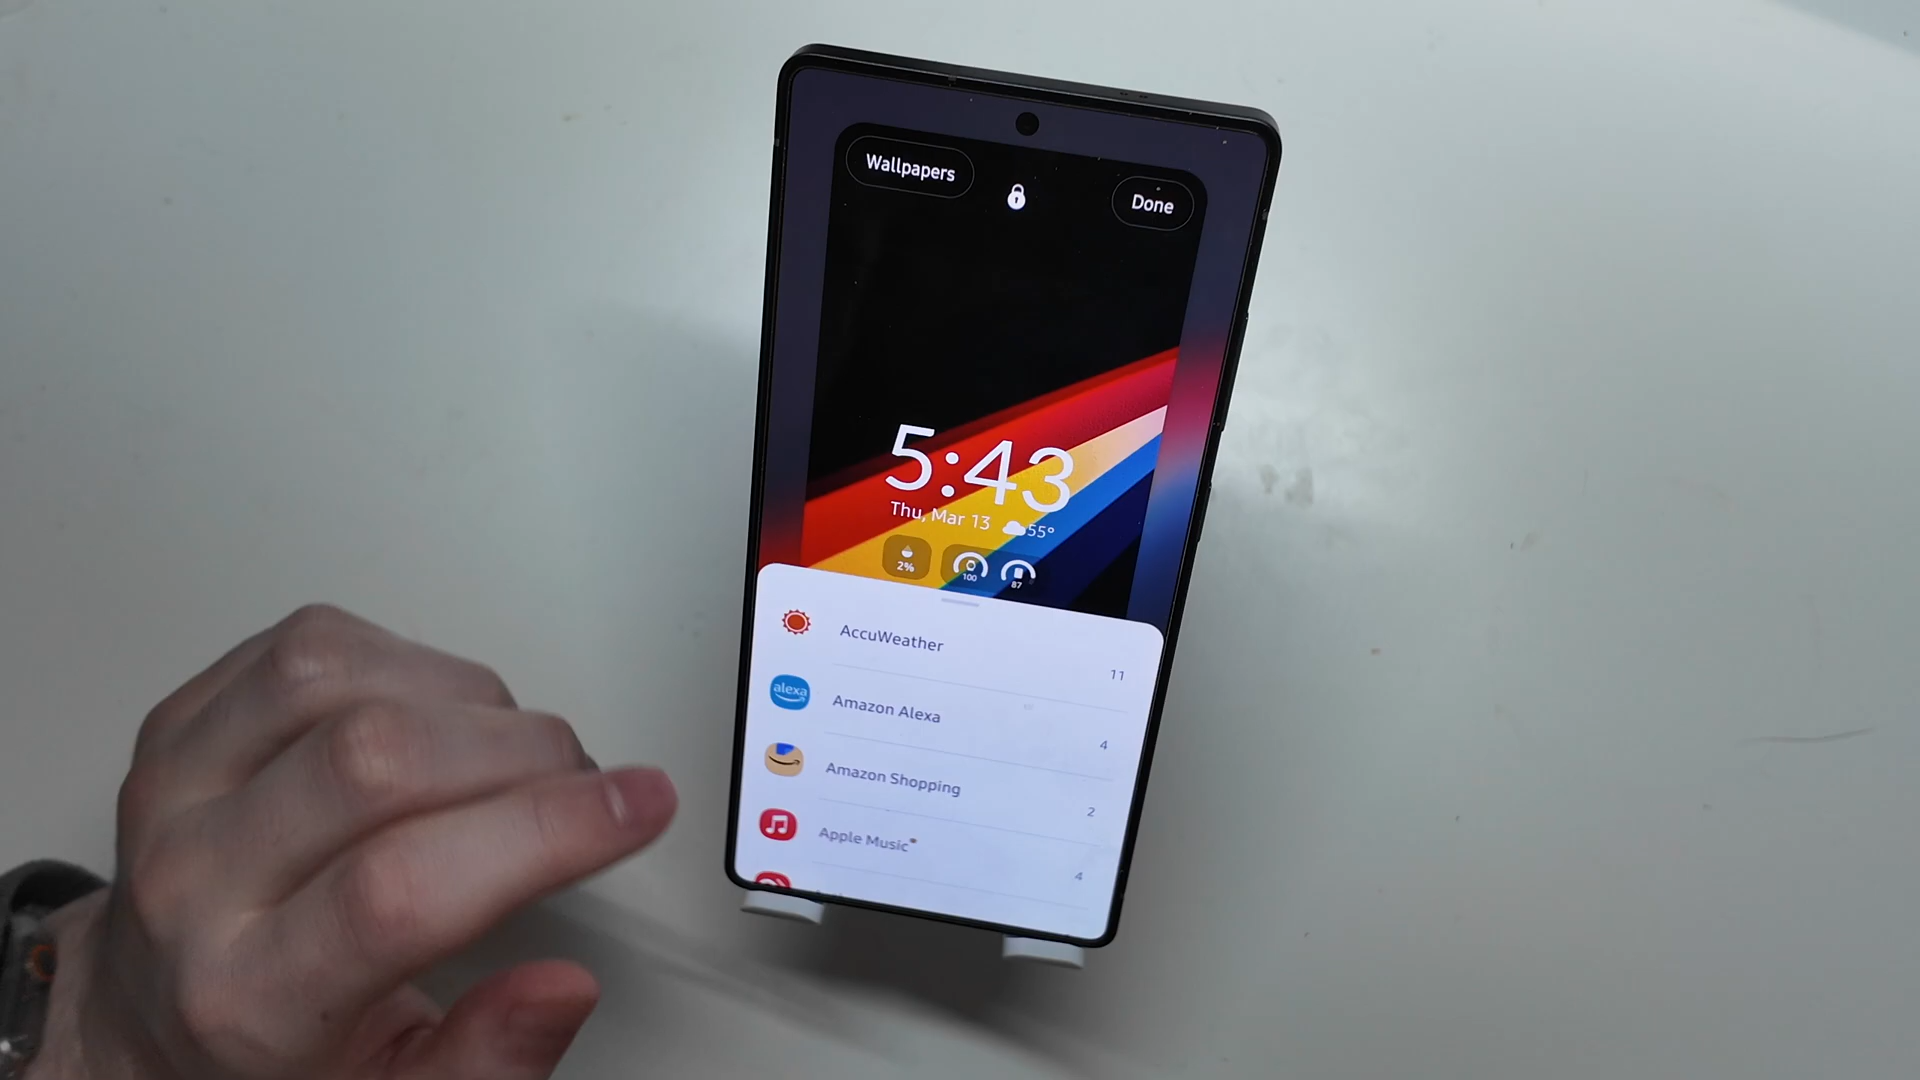 Wallpapers
Done
5:43
Thu, Mar 13 55°
2%
100
87
AccuWeather
11
alexa
Amazon Alexa
4
Amazon Shopping
2
Apple Music
4